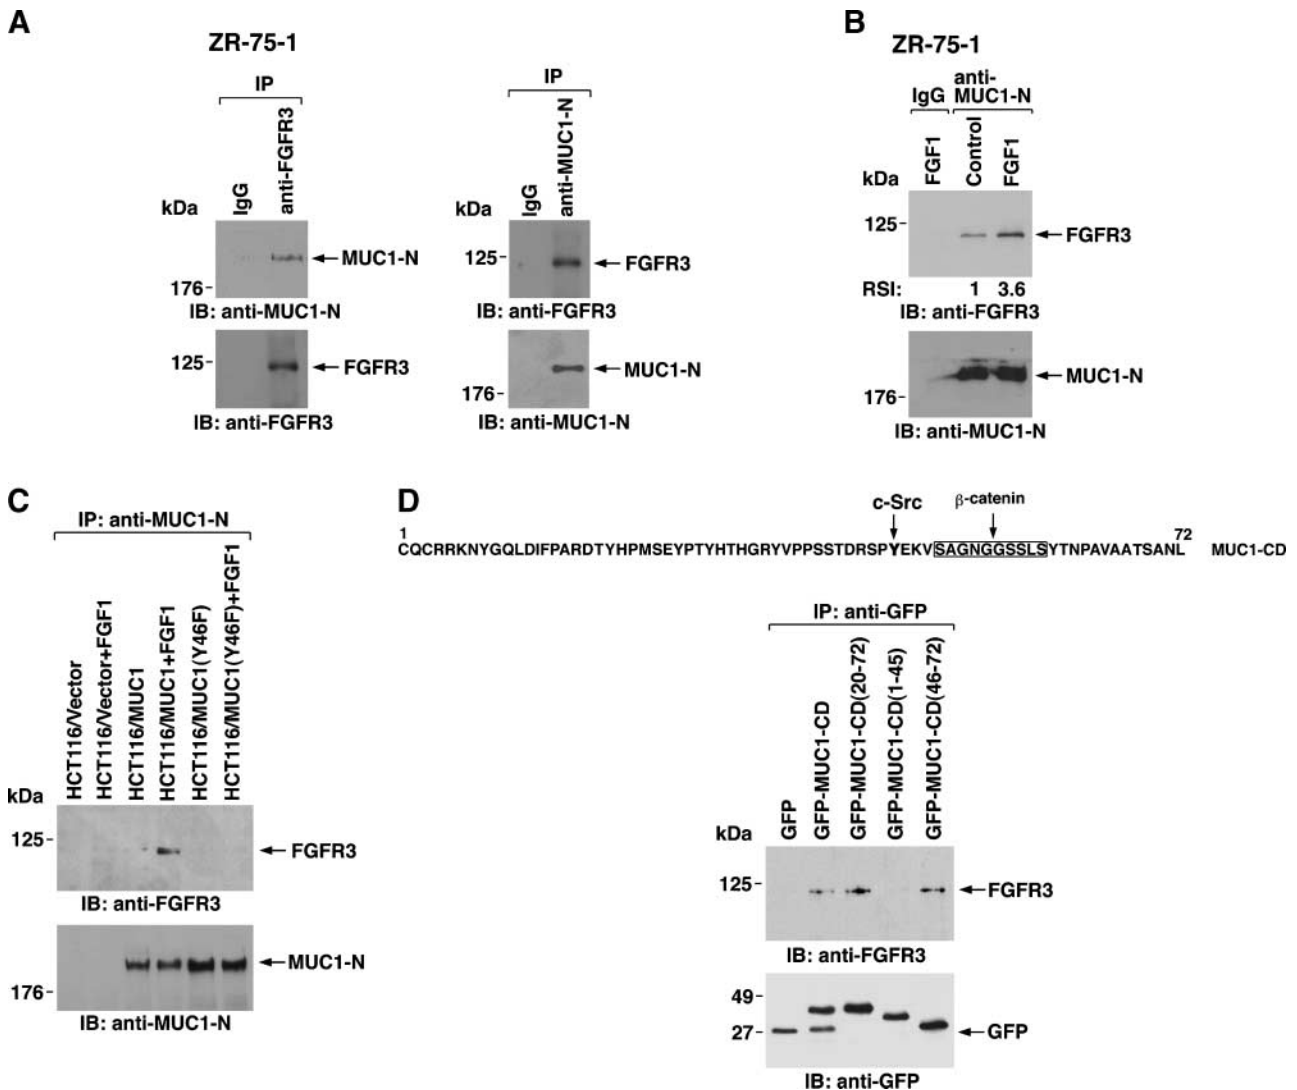 A
ZR-75-1
IP
IgG
anti-FGFR3
kDa
MUC1-N
176
IB: anti-MUC1-N
125
FGFR3
IB: anti-FGFR3
IP
IgG
anti-MUC1-N
kDa
125
FGFR3
IB: anti-FGFR3
MUC1-N
176
IB: anti-MUC1-N
B
ZR-75-1
IgG
anti-
MUC1-N
FGF1
Control
FGF1
kDa
125
FGFR3
RSI: 1 3.6
IB: anti-FGFR3
MUC1-N
176
IB: anti-MUC1-N
C
IP: anti-MUC1-N
HCT116/Vector
HCT116/Vector+FGF1
HCT116/MUC1
HCT116/MUC1+FGF1
HCT116/MUC1(Y46F)
HCT116/MUC1(Y46F)+FGF1
kDa
125
FGFR3
IB: anti-FGFR3
MUC1-N
176
IB: anti-MUC1-N
D
c-Src
β-catenin
1 72
CQCRRKNYGQLDIFPARDTYHPMSEYPTYHTHGRYVPPSSTDRSPYEKVSAGNGGSSLSYTNPAVAATSANL MUC1-CD
IP: anti-GFP
GFP
GFP-MUC1-CD
GFP-MUC1-CD(20-72)
GFP-MUC1-CD(1-45)
GFP-MUC1-CD(46-72)
kDa
125
FGFR3
IB: anti-FGFR3
49
27
GFP
IB: anti-GFP